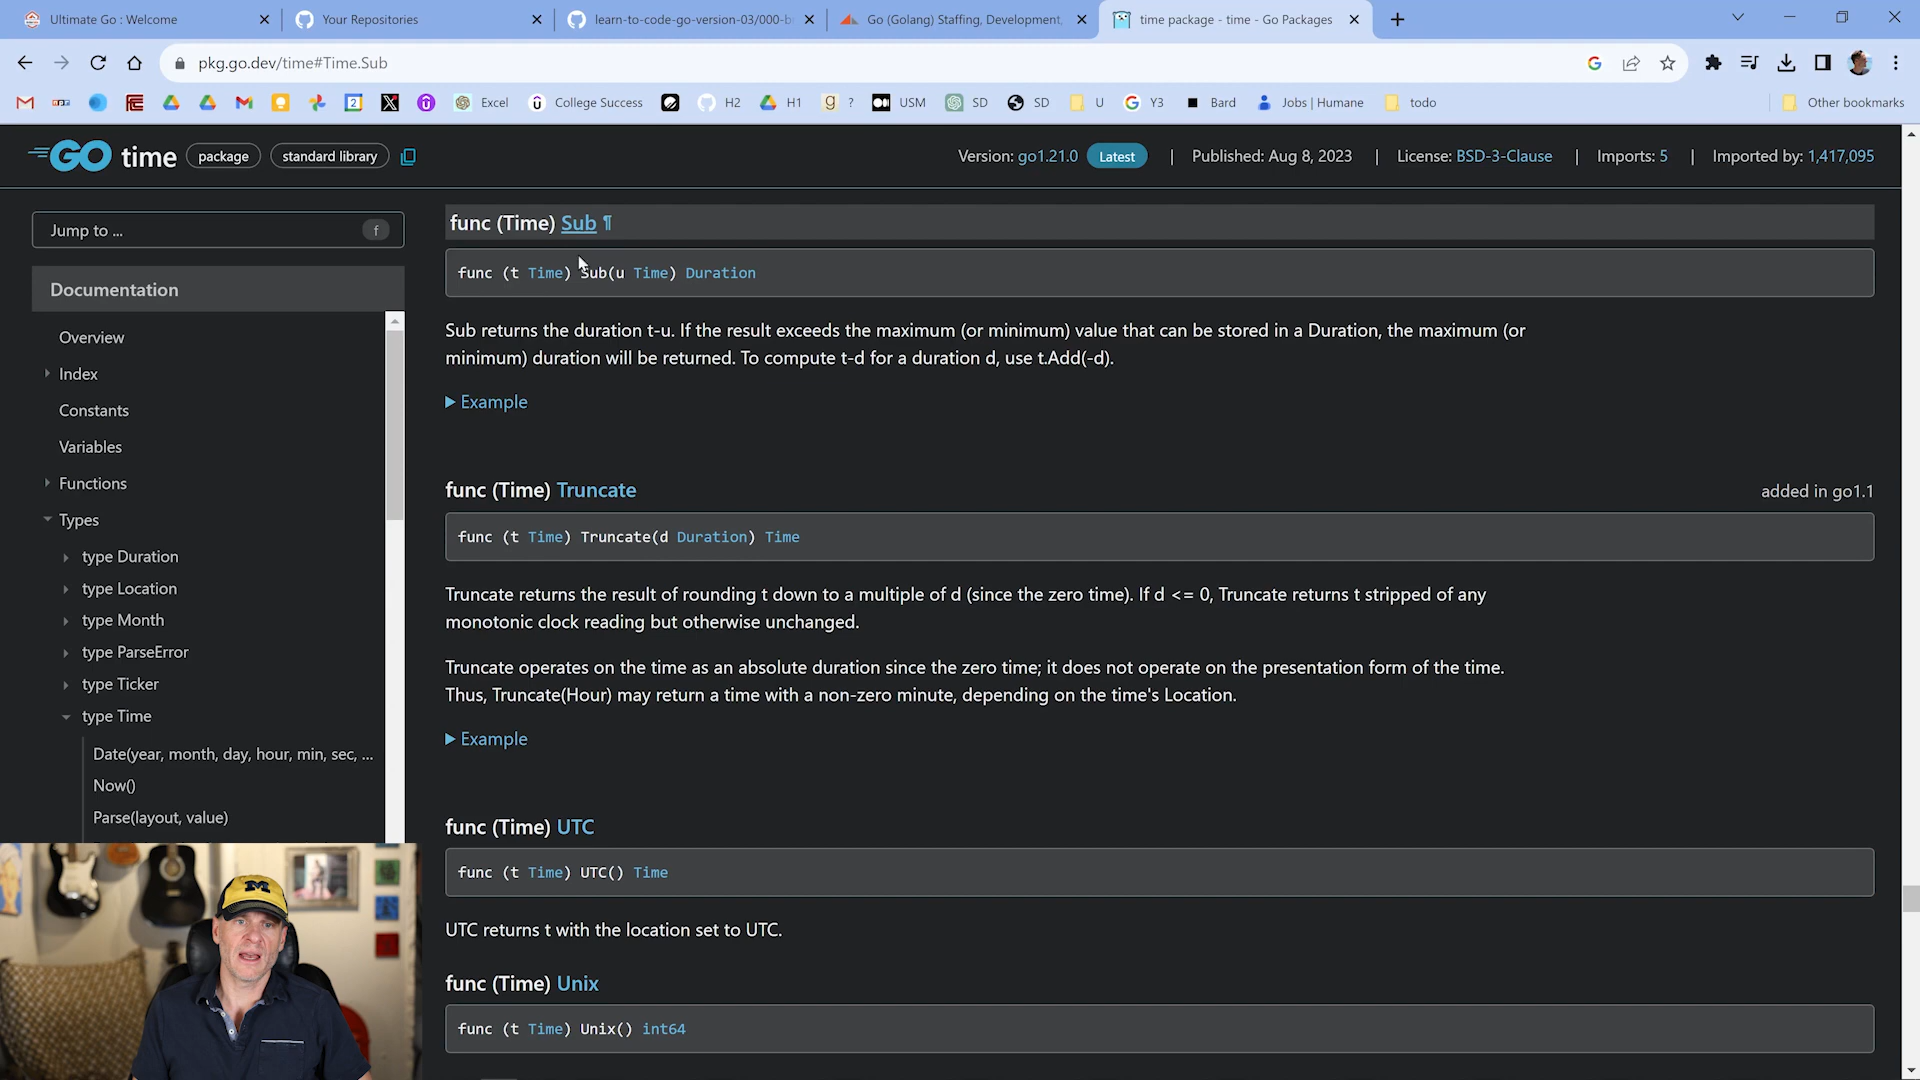 Ultimate Go : Welcome
Your Repositories
learn-to-code-go-version-03/000-b
Go (Golang) Staffing, Development,
time package - time - Go Packages
pkg.go.dev/time#Time.Sub
Excel
College Success
H2
H1
?
USM
SD
SD
U
Y3
Bard
Jobs | Humane
todo
Other bookmarks
GO time package standard library
Version: go1.21.0 Latest | Published: Aug 8, 2023 | License: BSD-3-Clause | Imports: 5 | Imported by: 1,417,095
Jump to ... f
Documentation
Overview
Index
Constants
Variables
Functions
Types
type Duration
type Location
type Month
type ParseError
type Ticker
type Time
Date(year, month, day, hour, min, sec, ...
Now()
Parse(layout, value)
func (Time) Sub ¶
func (t Time) Sub(u Time) Duration
Sub returns the duration t-u. If the result exceeds the maximum (or minimum) value that can be stored in a Duration, the maximum (or
minimum) duration will be returned. To compute t-d for a duration d, use t.Add(-d).
Example
func (Time) Truncate
added in go1.1
func (t Time) Truncate(d Duration) Time
Truncate returns the result of rounding t down to a multiple of d (since the zero time). If d <= 0, Truncate returns t stripped of any
monotonic clock reading but otherwise unchanged.
Truncate operates on the time as an absolute duration since the zero time; it does not operate on the presentation form of the time.
Thus, Truncate(Hour) may return a time with a non-zero minute, depending on the time's Location.
Example
func (Time) UTC
func (t Time) UTC() Time
UTC returns t with the location set to UTC.
func (Time) Unix
func (t Time) Unix() int64
M